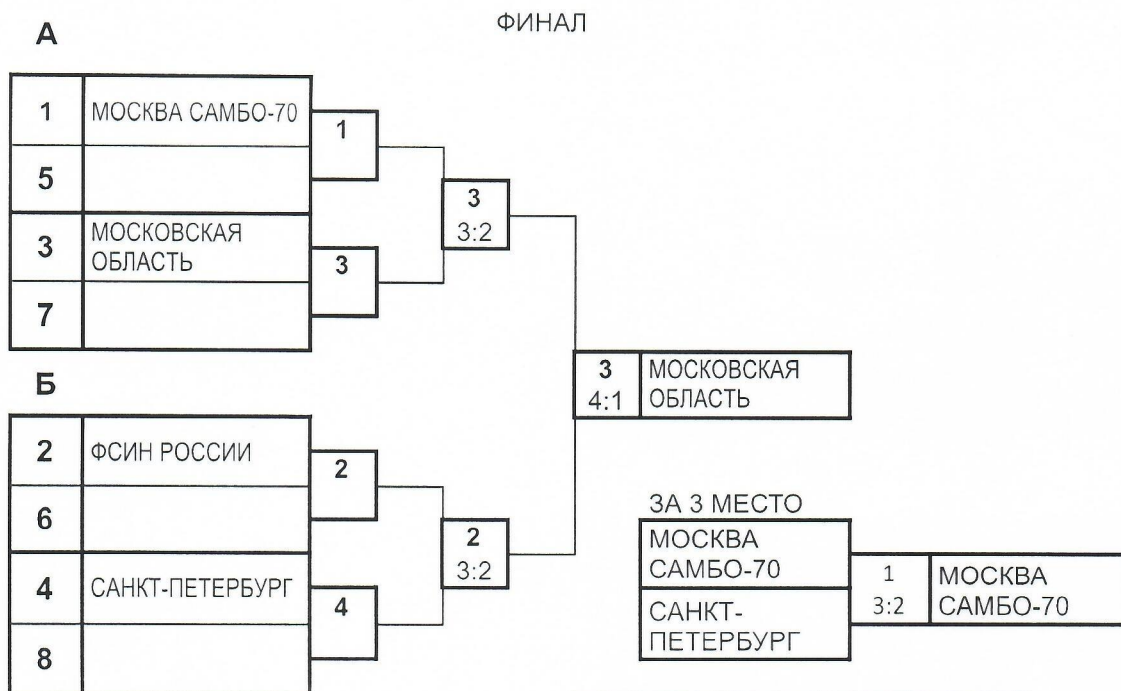 ФИНАЛ
А
1 МОСКВА САМБО-70
1
5
3
3:2
3 МОСКОВСКАЯ
ОБЛАСТЬ
3
7
3 МОСКОВСКАЯ
4:1 ОБЛАСТЬ
Б
2 ФСИН РОССИИ
2
6
2
3:2
4 САНКТ-ПЕТЕРБУРГ
4
8
ЗА 3 МЕСТО
МОСКВА
САМБО-70
САНКТ-
ПЕТЕРБУРГ
1 МОСКВА
3:2 САМБО-70